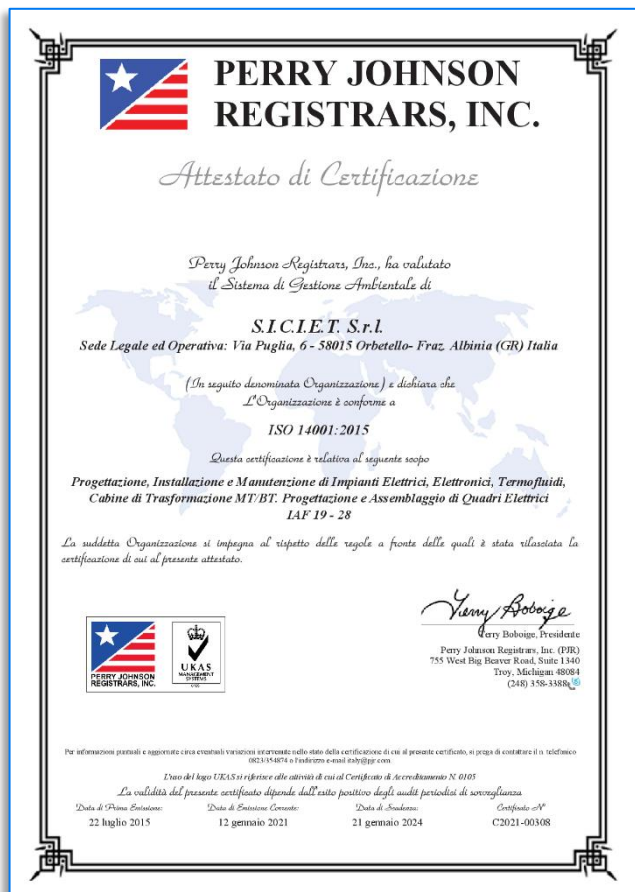 PERRY JOHNSON
REGISTRARS, INC.
Attestato di Certificazione
Perry Johnson Registrars, Inc., ha valutato
il Sistema di Gestione Ambientale di
S.I.C.I.E.T. S.r.l.
Sede Legale ed Operativa: Via Puglia, 6 - 58015 Orbetello- Fraz. Albinia (GR) Italia
(In seguito denominata Organizzazione) e dichiara che
L'Organizzazione è conforme a
ISO 14001:2015
Questa certificazione è relativa al seguente scopo
Progettazione, Installazione e Manutenzione di Impianti Elettrici, Elettronici, Termofluidi,
Cabine di Trasformazione MT/BT. Progettazione e Assemblaggio di Quadri Elettrici
IAF 19 - 28
La suddetta Organizzazione si impegna al rispetto delle regole a fronte delle quali è stata rilasciata la
certificazione di cui al presente attestato.
Terry Boboige
Terry Boboige, Presidente
Perry Johnson Registrars, Inc. (PJR)
755 West Big Beaver Road, Suite 1340
Troy, Michigan 48084
(248) 358-3388
PERRY JOHNSON
REGISTRARS, INC.
UKAS
MANAGEMENT
SYSTEMS
Per informazioni puntuali e aggiornate circa eventuali variazioni intervenute nello stato della certificazione di cui al presente certificato, si prega di contattare il n. telefonico
0823/354874 o l'indirizzo e-mail italy@pjr.com.
L'uso del logo UKAS si riferisce alle attività di cui al Certificato di Accreditamento N. 0105
La validità del presente certificato dipende dall'esito positivo degli audit periodici di sorveglianza
Data di Prima Emissione: Data di Emissione Corrente: Data di Scadenza: Certificato N°
22 luglio 2015 12 gennaio 2021 21 gennaio 2024 C2021-00308